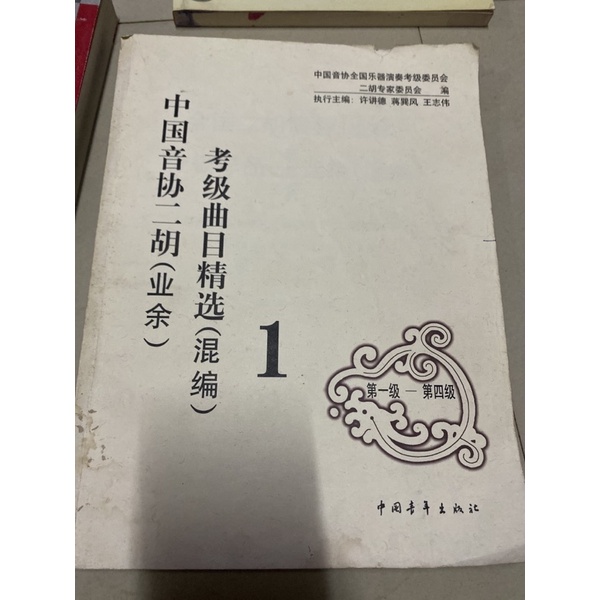 中国音协全国乐器演奏考级委员会
二胡专家委员会 编
执行主编：许讲德 蒋巽风 王志伟
中国音协二胡（业余）
考级曲目精选（混编）
1
第一级 — 第四级
中国青年出版社